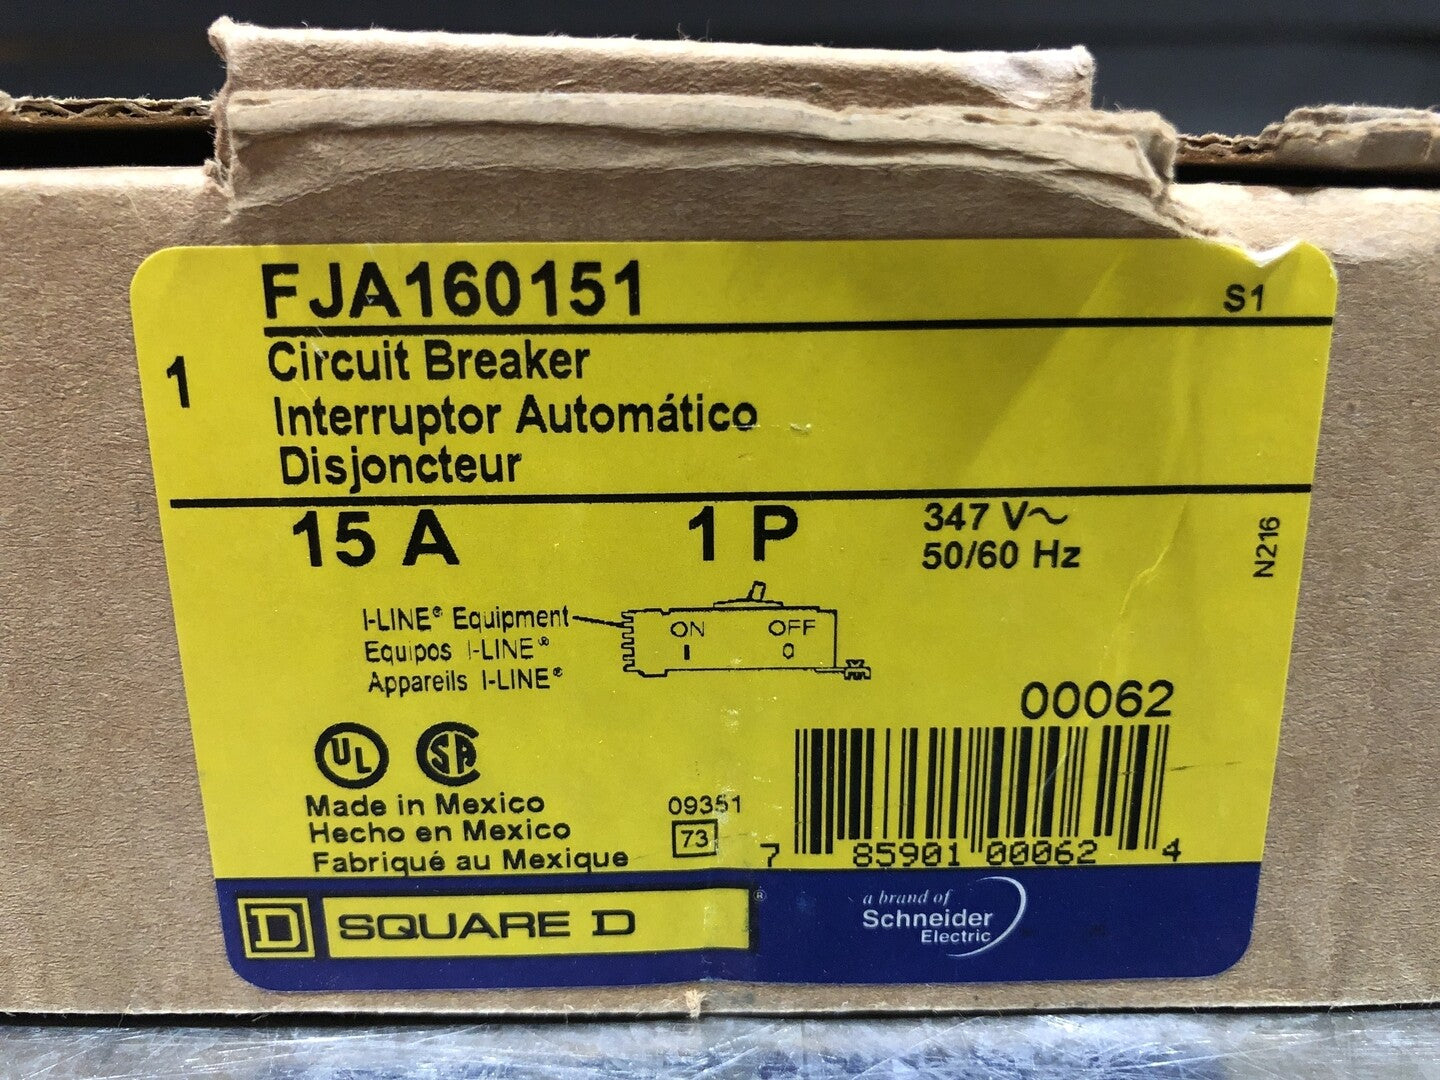 FJA160151 S1
1
Circuit Breaker
Interruptor Automático
Disjoncteur
15 A 1 P 347 V~
50/60 Hz
N216
I-LINE® Equipment
Equipos I-LINE®
Appareils I-LINE®
ON OFF
I O
00062
UL SA
Made in Mexico
Hecho en Mexico
Fabriqué au Mexique
09351
73
7 85901 00062 4
D SQUARE D ®
a brand of
Schneider
Electric